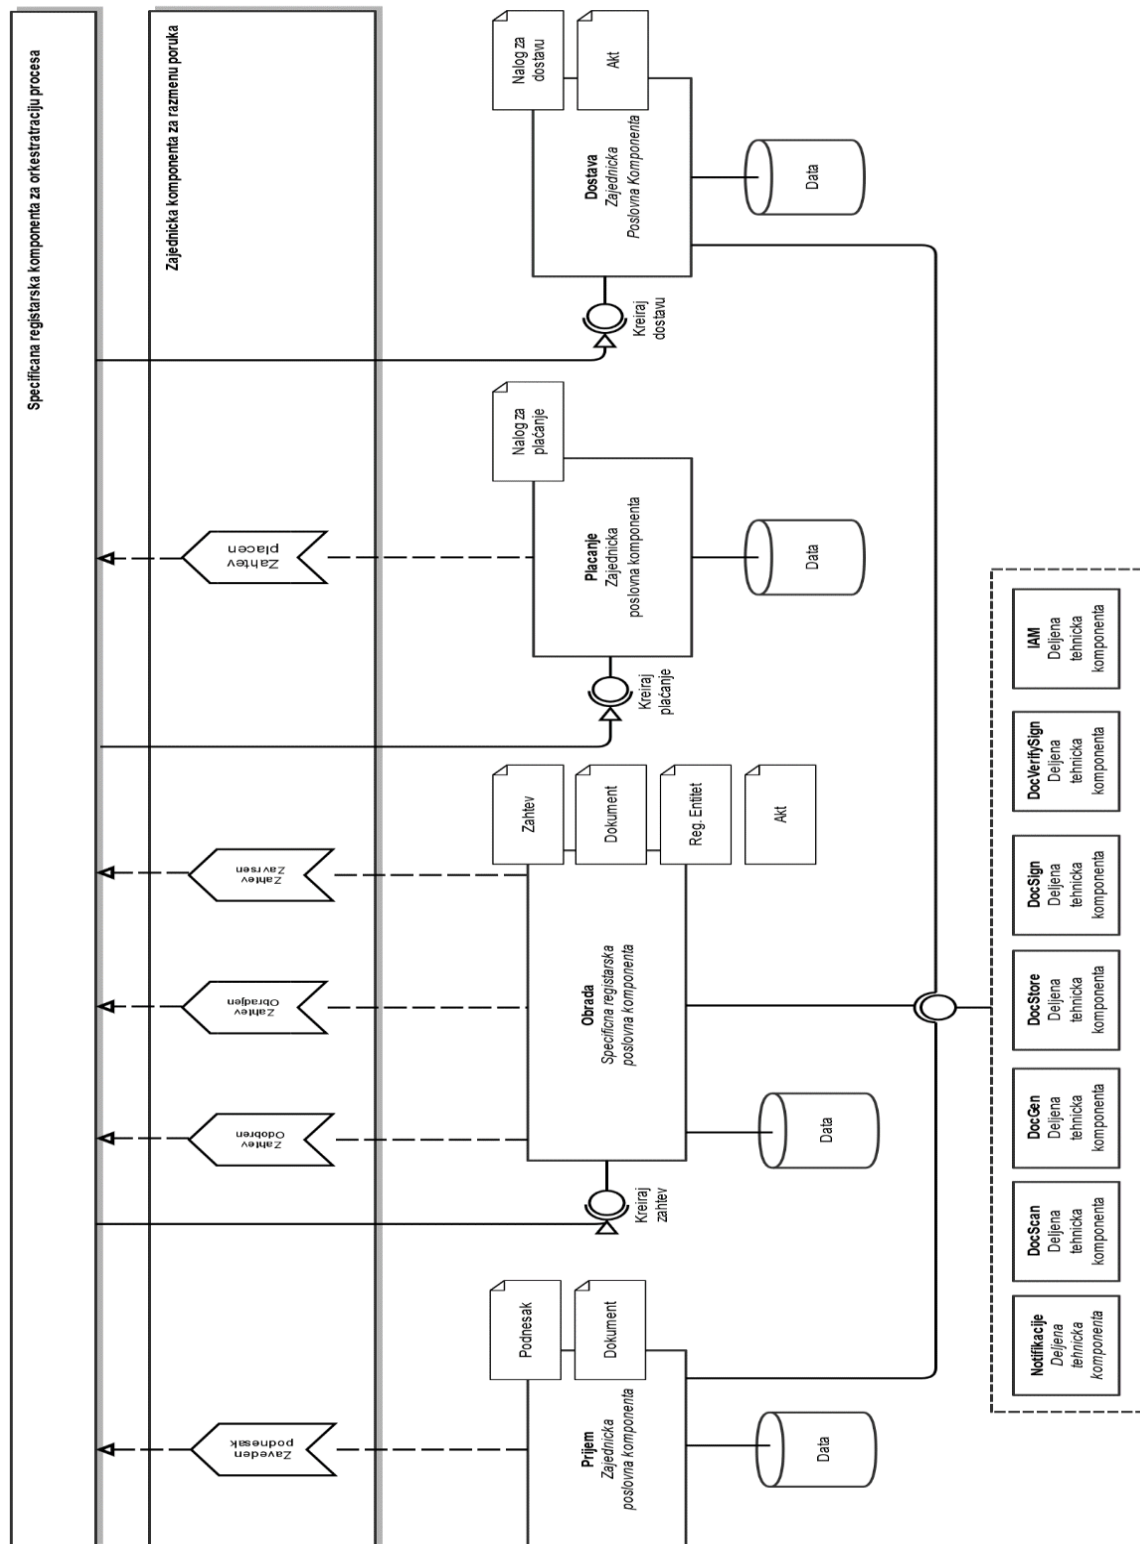 Specificana registarska komponenta za orkestratraciju procesa
Zajednicka komponenta za razmenu poruka
Zaveden
podnesak
Zahtev
Odobren
Zahtev
Obradjen
Zahtev
Zavrsen
Zahtev
placen
Podnesak
Dokument
Prijem
Zajednicka
poslovna komponenta
Data
Kreiraj
zahtev
Zahtev
Dokument
Reg. Entitet
Akt
Obrada
Specificna registarska
poslovna komponenta
Data
Kreiraj
plaćanje
Nalog za
plaćanje
Placanje
Zajednicka
poslovna komponenta
Data
Kreiraj
dostavu
Nalog za
dostavu
Akt
Dostava
Zajednicka
Poslovna Komponenta
Data
Notifikacije
Deljena
tehnicka
komponenta
DocScan
Deljena
tehnicka
komponenta
DocGen
Deljena
tehnicka
komponenta
DocStore
Deljena
tehnicka
komponenta
DocSign
Deljena
tehnicka
komponenta
DocVerifySign
Deljena
tehnicka
komponenta
IAM
Deljena
tehnicka
komponenta